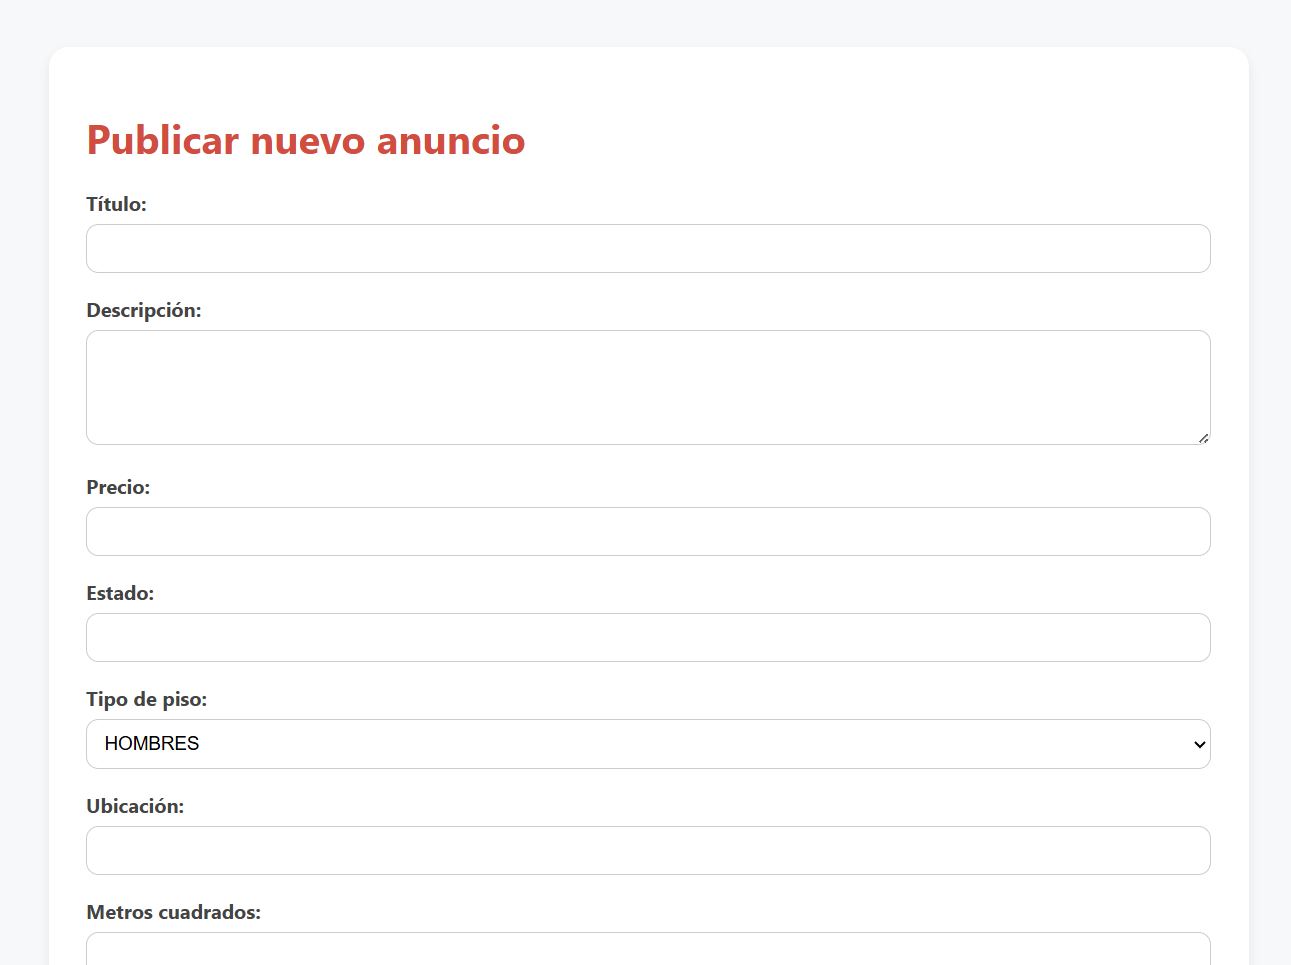 Publicar nuevo anuncio
Título:
Descripción:
Precio:
Estado:
Tipo de piso:
HOMBRES
Ubicación:
Metros cuadrados: